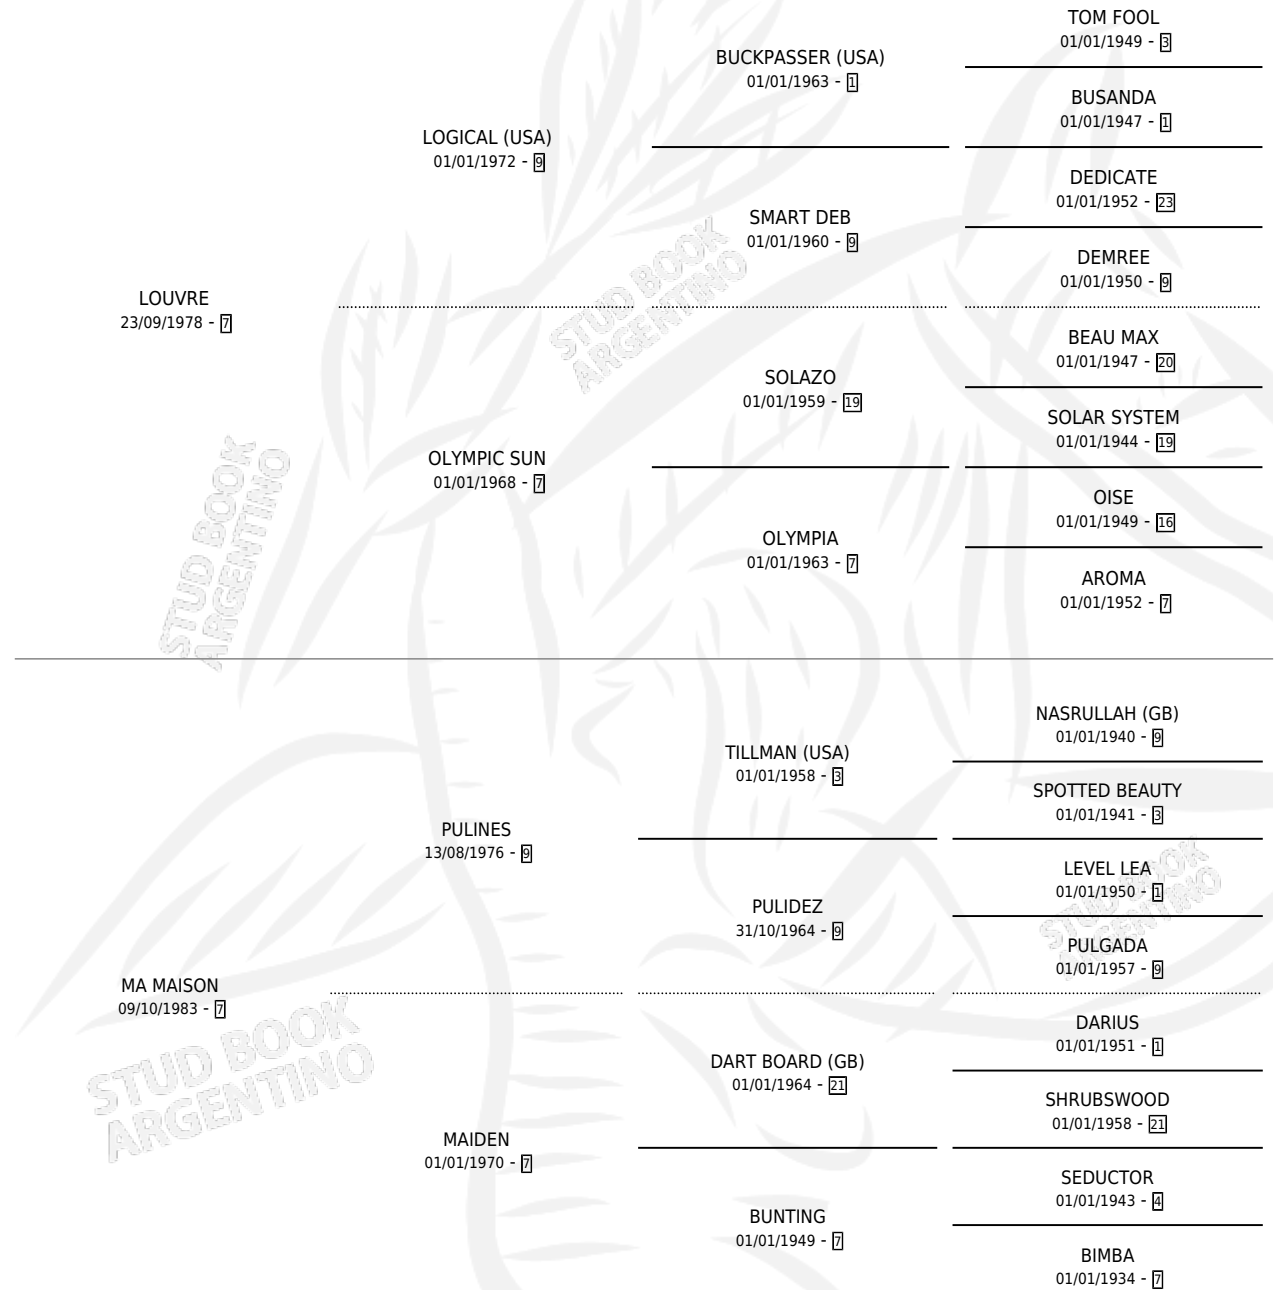 TOM FOOL
01/01/1949 - 3
BUCKPASSER (USA)
01/01/1963 - 1
BUSANDA
01/01/1947 - 1
LOGICAL (USA)
01/01/1972 - 9
DEDICATE
01/01/1952 - 23
SMART DEB
01/01/1960 - 9
DEMREE
01/01/1950 - 9
LOUVRE
23/09/1978 - 7
BEAU MAX
01/01/1947 - 20
SOLAZO
01/01/1959 - 19
SOLAR SYSTEM
01/01/1944 - 19
OLYMPIC SUN
01/01/1968 - 7
OISE
01/01/1949 - 16
OLYMPIA
01/01/1963 - 7
AROMA
01/01/1952 - 7
NASRULLAH (GB)
01/01/1940 - 9
TILLMAN (USA)
01/01/1958 - 3
SPOTTED BEAUTY
01/01/1941 - 3
PULINES
13/08/1976 - 9
LEVEL LEA
01/01/1950 - 1
PULIDEZ
31/10/1964 - 9
PULGADA
01/01/1957 - 9
MA MAISON
09/10/1983 - 7
DARIUS
01/01/1951 - 1
DART BOARD (GB)
01/01/1964 - 21
SHRUBSWOOD
01/01/1958 - 21
MAIDEN
01/01/1970 - 7
SEDUCTOR
01/01/1943 - 4
BUNTING
01/01/1949 - 7
BIMBA
01/01/1934 - 7
STUD BOOK
ARGENTINO
STUD BOOK
ARGENTINO
STUD BOOK
ARGENTINO
STUD BOOK
ARGENTINO